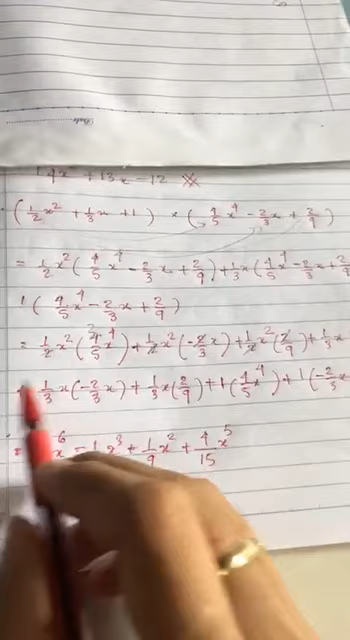 14x² + 13x - 12
(1/2 x² + 1/3 x + 1) × (4/5 x⁴ - 2/3 x + 2/9)
= 1/2 x² (4/5 x⁴ - 2/3 x + 2/9) + 1/3 x (4/5 x⁴ - 2/3 x + 2/9
1 (4/5 x⁴ - 2/3 x + 2/9)
= 1/2 x² (4/5 x⁴) + 1/2 x² (-2/3 x) + 1/2 x² (2/9) + 1/3 x
1/3 x (-2/3 x) + 1/3 x (2/9) + 1 (4/5 x⁴) + 1 (-2/3 x
= x⁶ - 1 x³ + 1/9 x² + 4/15 x⁵